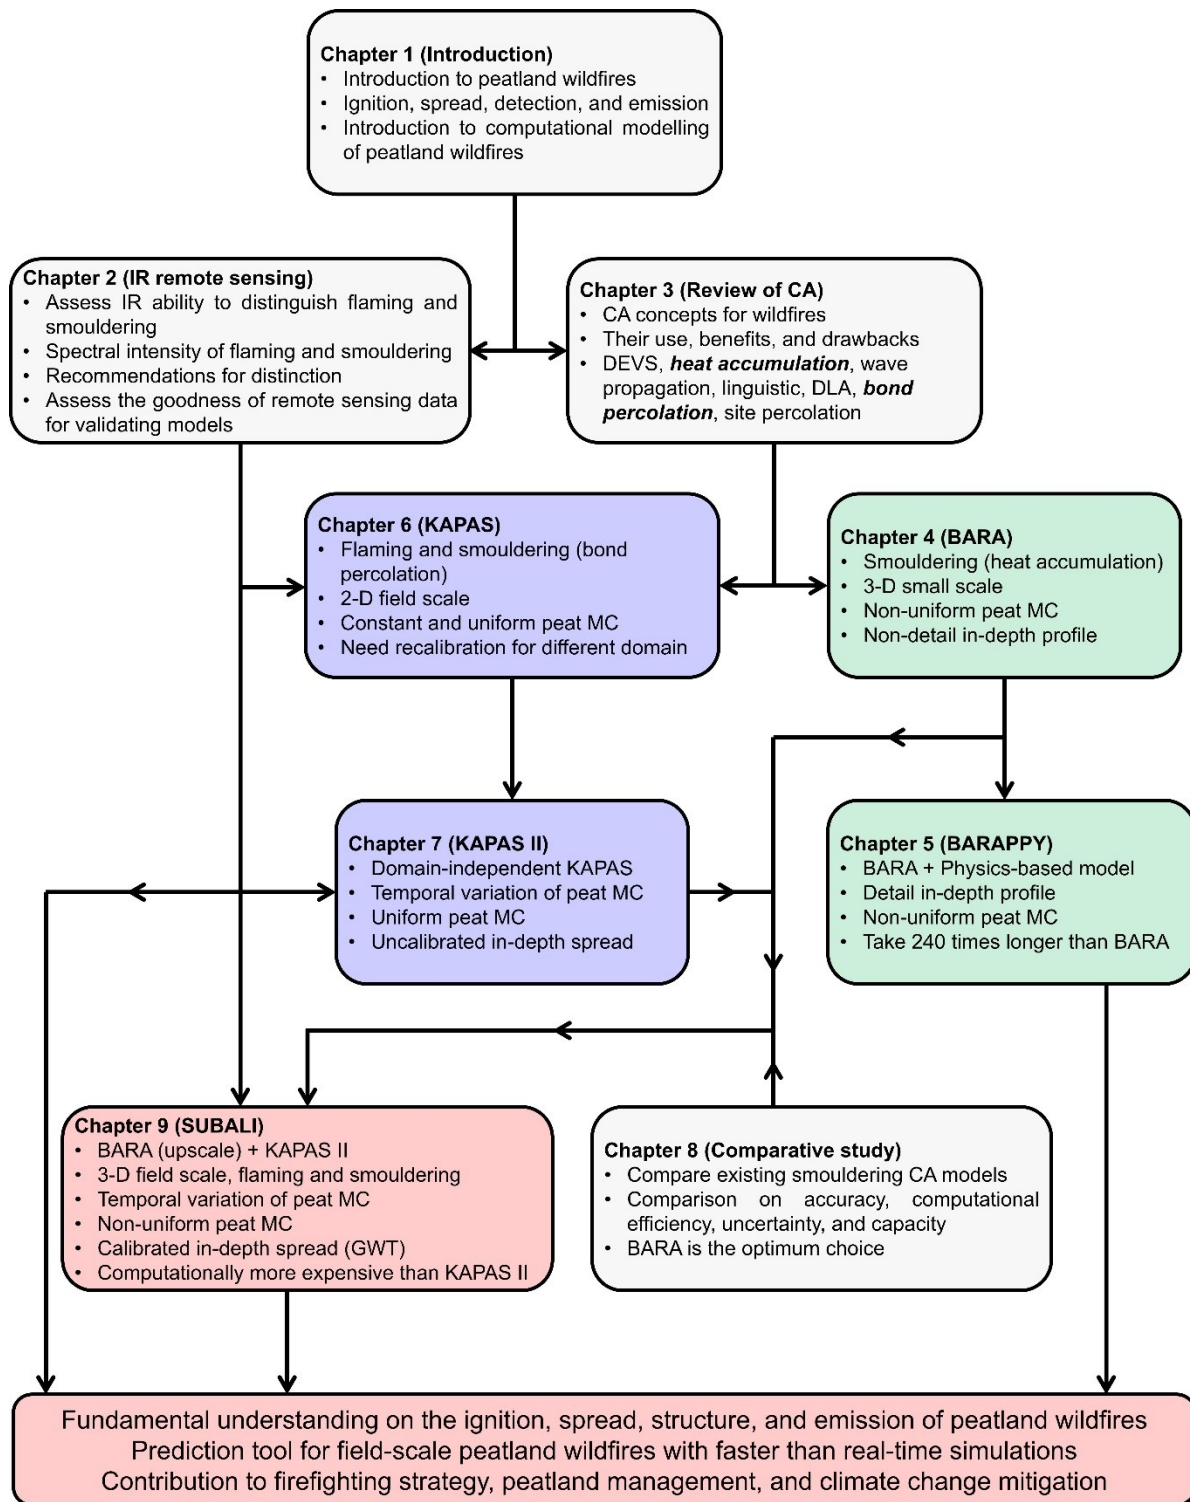 Chapter 1 (Introduction)
• Introduction to peatland wildfires
• Ignition, spread, detection, and emission
• Introduction to computational modelling
of peatland wildfires
Chapter 2 (IR remote sensing)
• Assess IR ability to distinguish flaming and
smouldering
• Spectral intensity of flaming and smouldering
• Recommendations for distinction
• Assess the goodness of remote sensing data
for validating models
Chapter 3 (Review of CA)
• CA concepts for wildfires
• Their use, benefits, and drawbacks
• DEVS, heat accumulation, wave
propagation, linguistic, DLA, bond
percolation, site percolation
Chapter 6 (KAPAS)
• Flaming and smouldering (bond
percolation)
• 2-D field scale
• Constant and uniform peat MC
• Need recalibration for different domain
Chapter 4 (BARA)
• Smouldering (heat accumulation)
• 3-D small scale
• Non-uniform peat MC
• Non-detail in-depth profile
Chapter 7 (KAPAS II)
• Domain-independent KAPAS
• Temporal variation of peat MC
• Uniform peat MC
• Uncalibrated in-depth spread
Chapter 5 (BARAPPY)
• BARA + Physics-based model
• Detail in-depth profile
• Non-uniform peat MC
• Take 240 times longer than BARA
Chapter 9 (SUBALI)
• BARA (upscale) + KAPAS II
• 3-D field scale, flaming and smouldering
• Temporal variation of peat MC
• Non-uniform peat MC
• Calibrated in-depth spread (GWT)
• Computationally more expensive than KAPAS II
Chapter 8 (Comparative study)
• Compare existing smouldering CA models
• Comparison on accuracy, computational
efficiency, uncertainty, and capacity
• BARA is the optimum choice
Fundamental understanding on the ignition, spread, structure, and emission of peatland wildfires
Prediction tool for field-scale peatland wildfires with faster than real-time simulations
Contribution to firefighting strategy, peatland management, and climate change mitigation